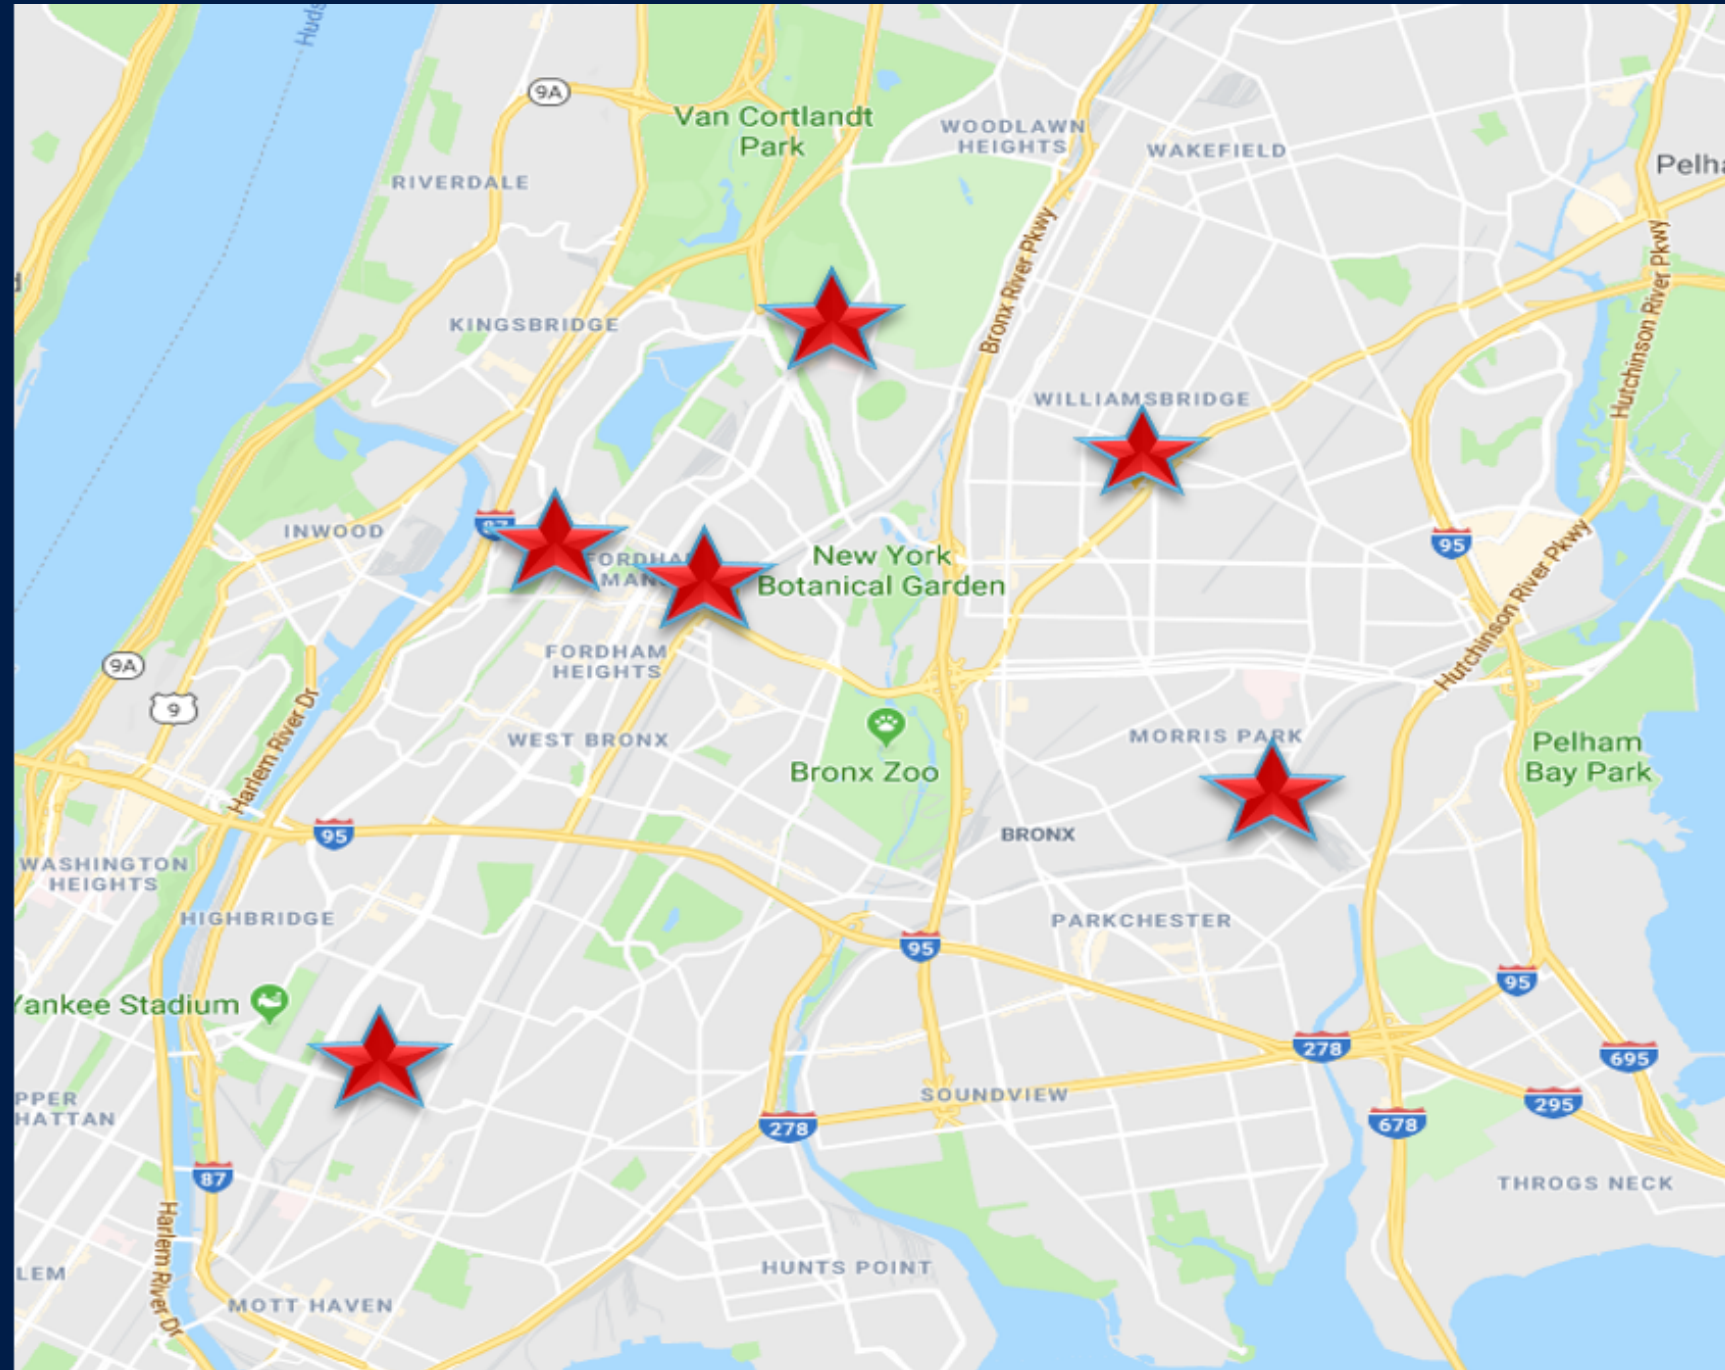 Huds
9A
Van Cortlandt
Park
WOODLAWN
HEIGHTS
WAKEFIELD
Pelha
RIVERDALE
Bronx River Pkwy
Hutchinson River Pkwy
KINGSBRIDGE
WILLIAMSBRIDGE
INWOOD
87
FORDHA
MAN
New York
Botanical Garden
95
Hutchinson River Pkwy
FORDHAM
HEIGHTS
9A
9
Harlem River Dr
WEST BRONX
Bronx Zoo
MORRIS PARK
Pelham
Bay Park
95
BRONX
WASHINGTON
HEIGHTS
HIGHBRIDGE
PARKCHESTER
95
95
Yankee Stadium
278
695
PPER
HATTAN
SOUNDVIEW
278
678
295
87
THROGS NECK
Harlem River Dr
LEM
HUNTS POINT
MOTT HAVEN